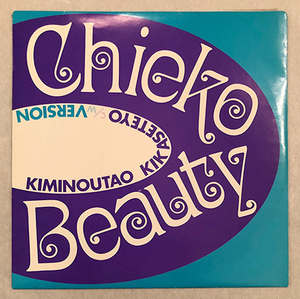 Chieko
KIMINOUTAO KIKASETEYO S/W VERSION
Beauty